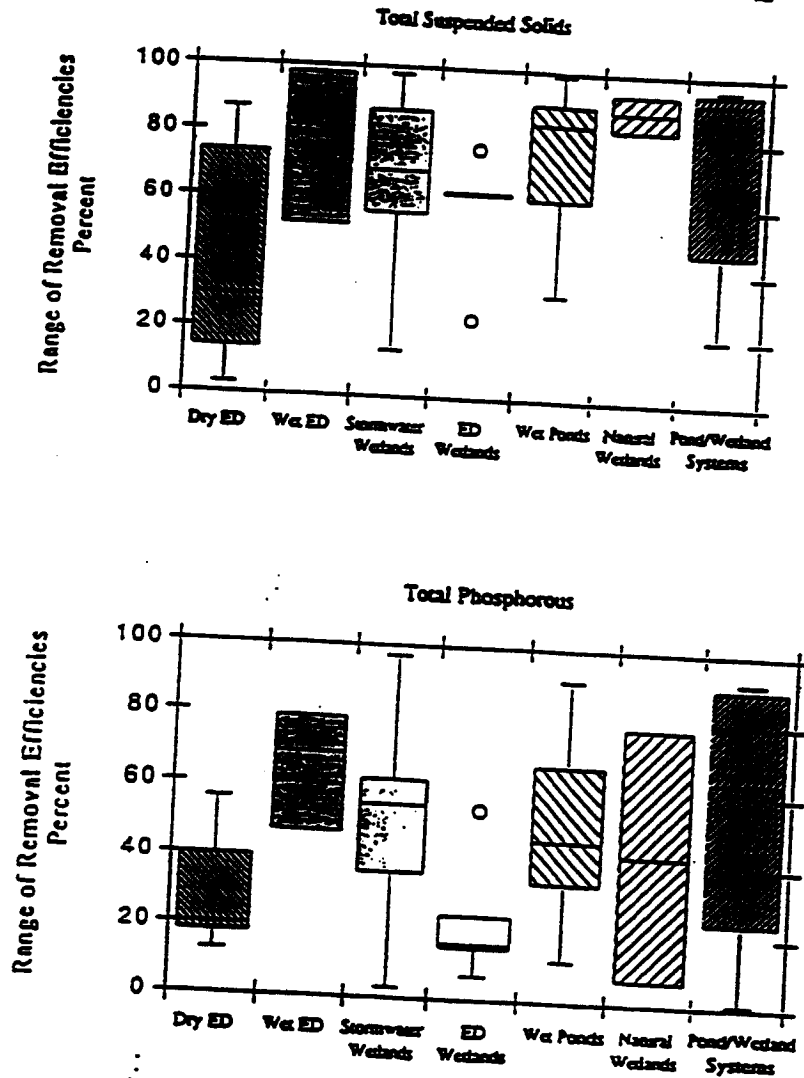 Total Suspended Solids
Range of Removal Efficiencies
Percent
100
80
60
40
20
0
Dry ED
Wet ED
Stormwater
Wetlands
ED
Wetlands
Wet Ponds
Natural
Wetlands
Pond/Wetland
Systems
Total Phosphorous
Range of Removal Efficiencies
Percent
100
80
60
40
20
0
Dry ED
Wet ED
Stormwater
Wetlands
ED
Wetlands
Wet Ponds
Natural
Wetlands
Pond/Wetland
Systems